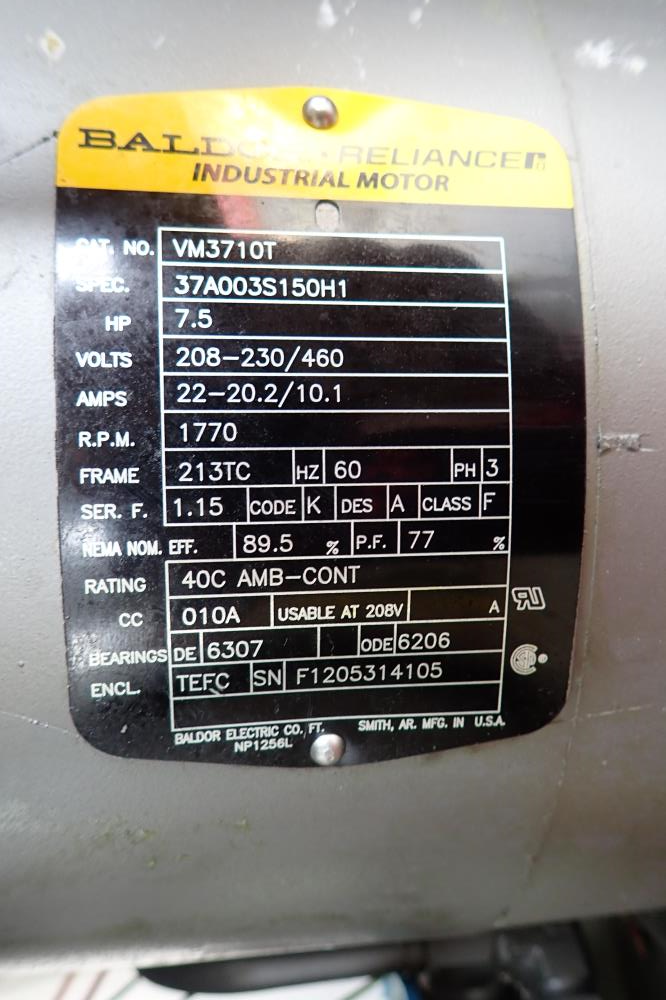 BALDOR • RELIANCE
INDUSTRIAL MOTOR
CAT. NO. VM3710T
SPEC. 37A003S150H1
HP 7.5
VOLTS 208-230/460
AMPS 22-20.2/10.1
R.P.M. 1770
FRAME 213TC HZ 60 PH 3
SER. F. 1.15 CODE K DES A CLASS F
NEMA NOM. EFF. 89.5 % P.F. 77 %
RATING 40C AMB-CONT
CC 010A USABLE AT 208V A
BEARINGS DE 6307 ODE 6206
ENCL. TEFC SN F1205314105
BALDOR ELECTRIC CO, FT. SMITH, AR. MFG. IN U.S.A.
NP1256L